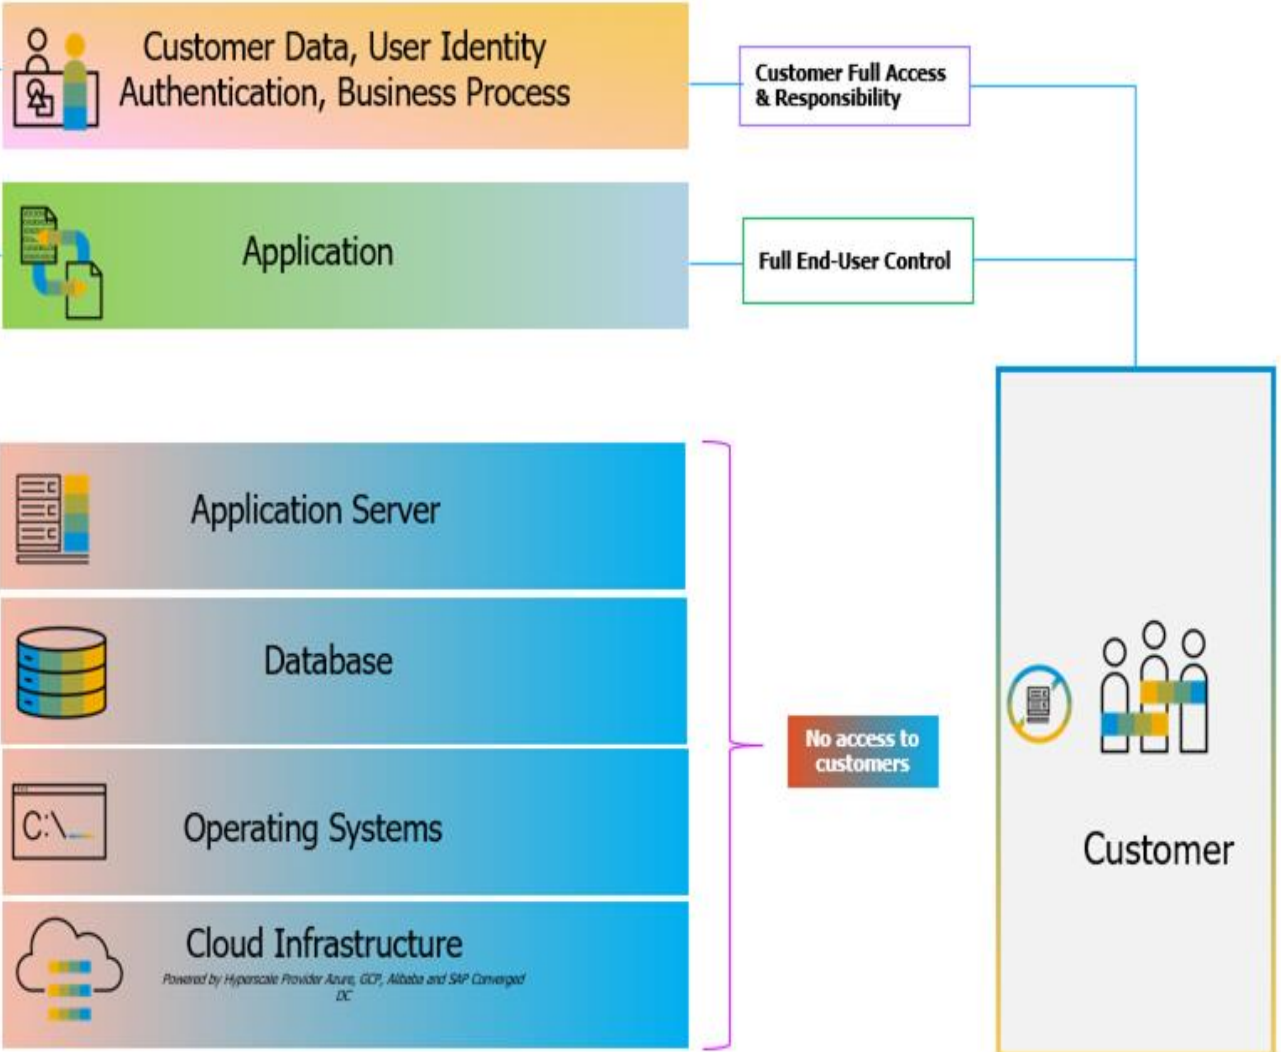 Customer Data, User Identity
Authentication, Business Process
Customer Full Access
& Responsibility
Application
Full End-User Control
Application Server
Database
No access to
customers
Operating Systems
C:\
Customer
Cloud Infrastructure
Powered by Hyperscale Provider Azure, GCP, Alibaba and SAP Converged
DC